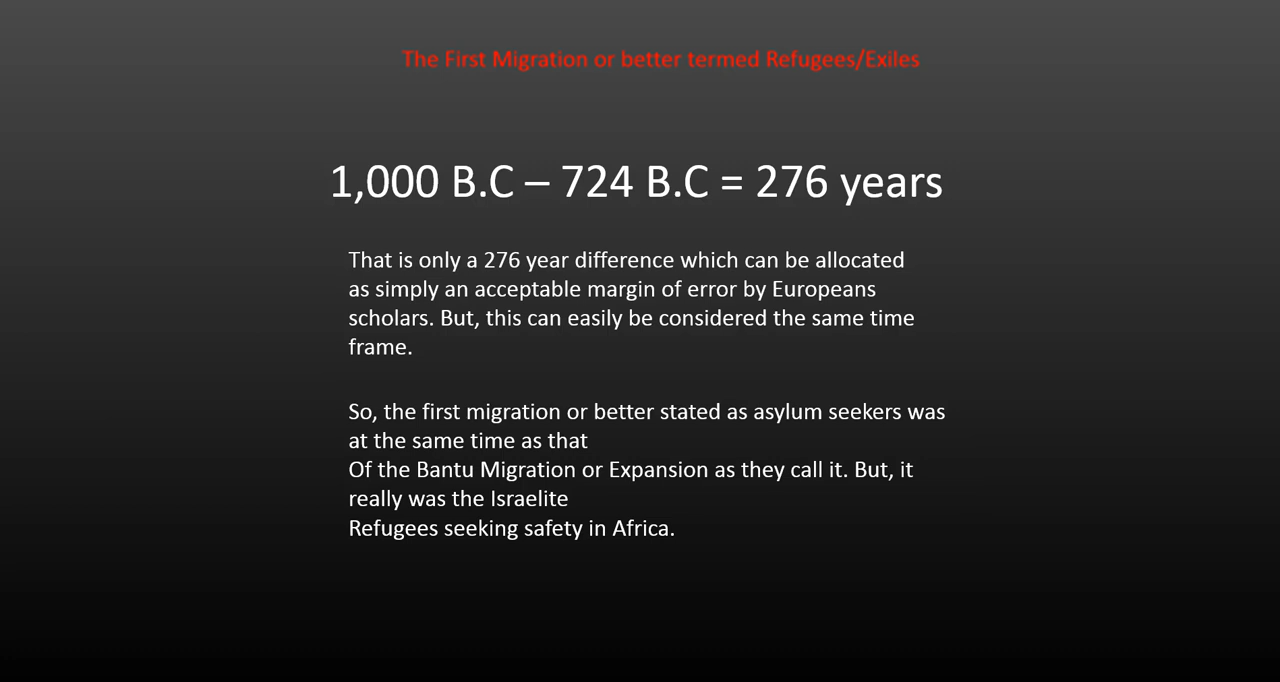 The First Migration or better termed Refugees/Exiles
1,000 B.C – 724 B.C = 276 years
That is only a 276 year difference which can be allocated
as simply an acceptable margin of error by Europeans
scholars. But, this can easily be considered the same time
frame.
So, the first migration or better stated as asylum seekers was
at the same time as that
Of the Bantu Migration or Expansion as they call it. But, it
really was the Israelite
Refugees seeking safety in Africa.